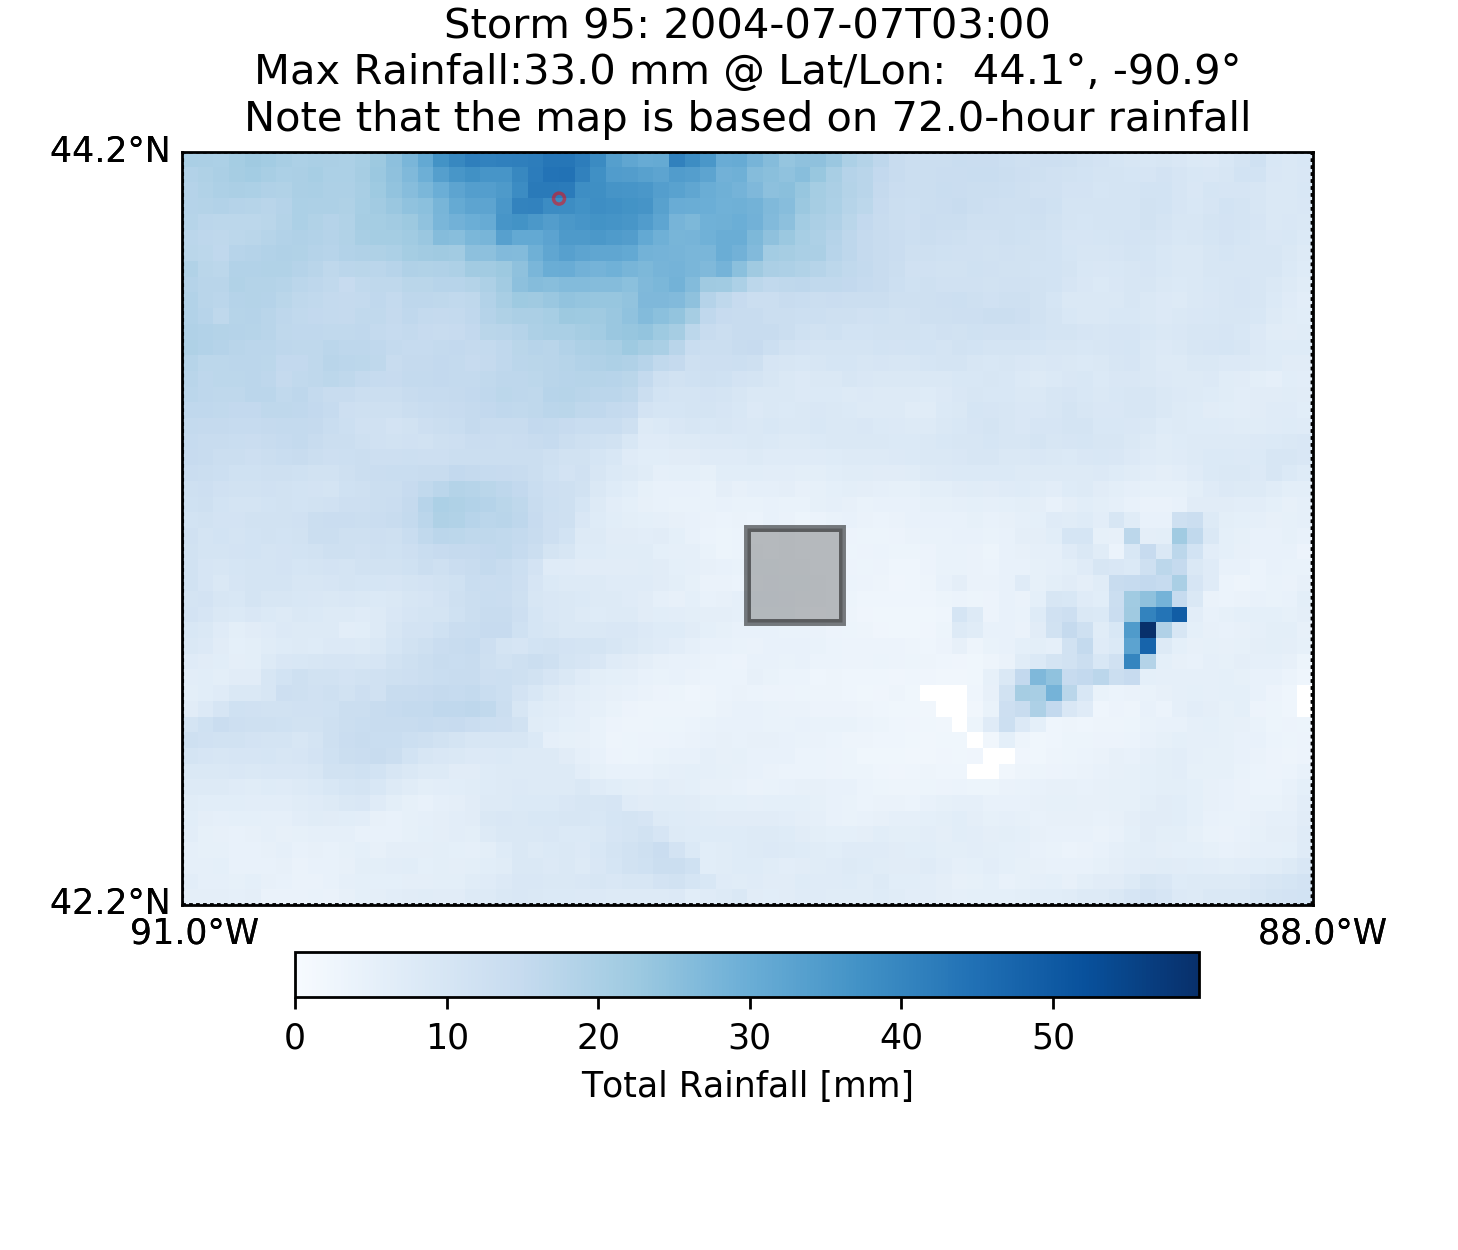 Storm 95: 2004-07-07T03:00
Max Rainfall:33.0 mm @ Lat/Lon:  44.1°, -90.9°
Note that the map is based on 72.0-hour rainfall
44.2°N
42.2°N
91.0°W
88.0°W
0 10 20 30 40 50
Total Rainfall [mm]